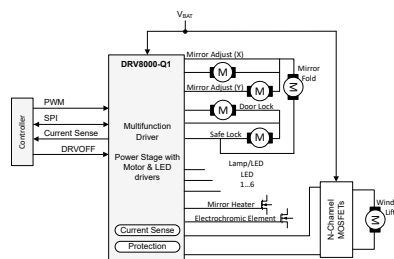 VBAT
DRV8000-Q1
Multifunction
Driver
Power Stage with
Motor & LED
drivers
Current Sense
Protection
Controller
PWM
SPI
Current Sense
DRVOFF
Mirror Adjust (X)
M
Mirror Adjust (Y)
M
Mirror
Fold
M
Door Lock
M
Safe Lock
M
Lamp/LED
LED
1...6
Mirror Heater
Electrochromic Element
N-Channel
MOSFETs
Wind
Lift
M